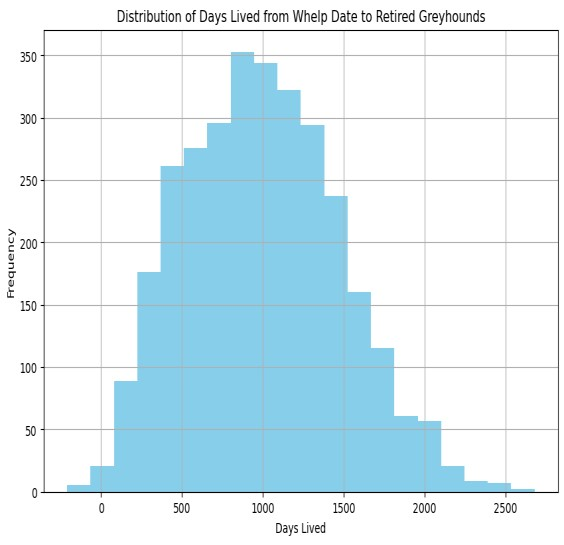 Distribution of Days Lived from Whelp Date to Retired Greyhounds
350
300
250
200
150
100
50
0
Frequency
0 500 1000 1500 2000 2500
Days Lived